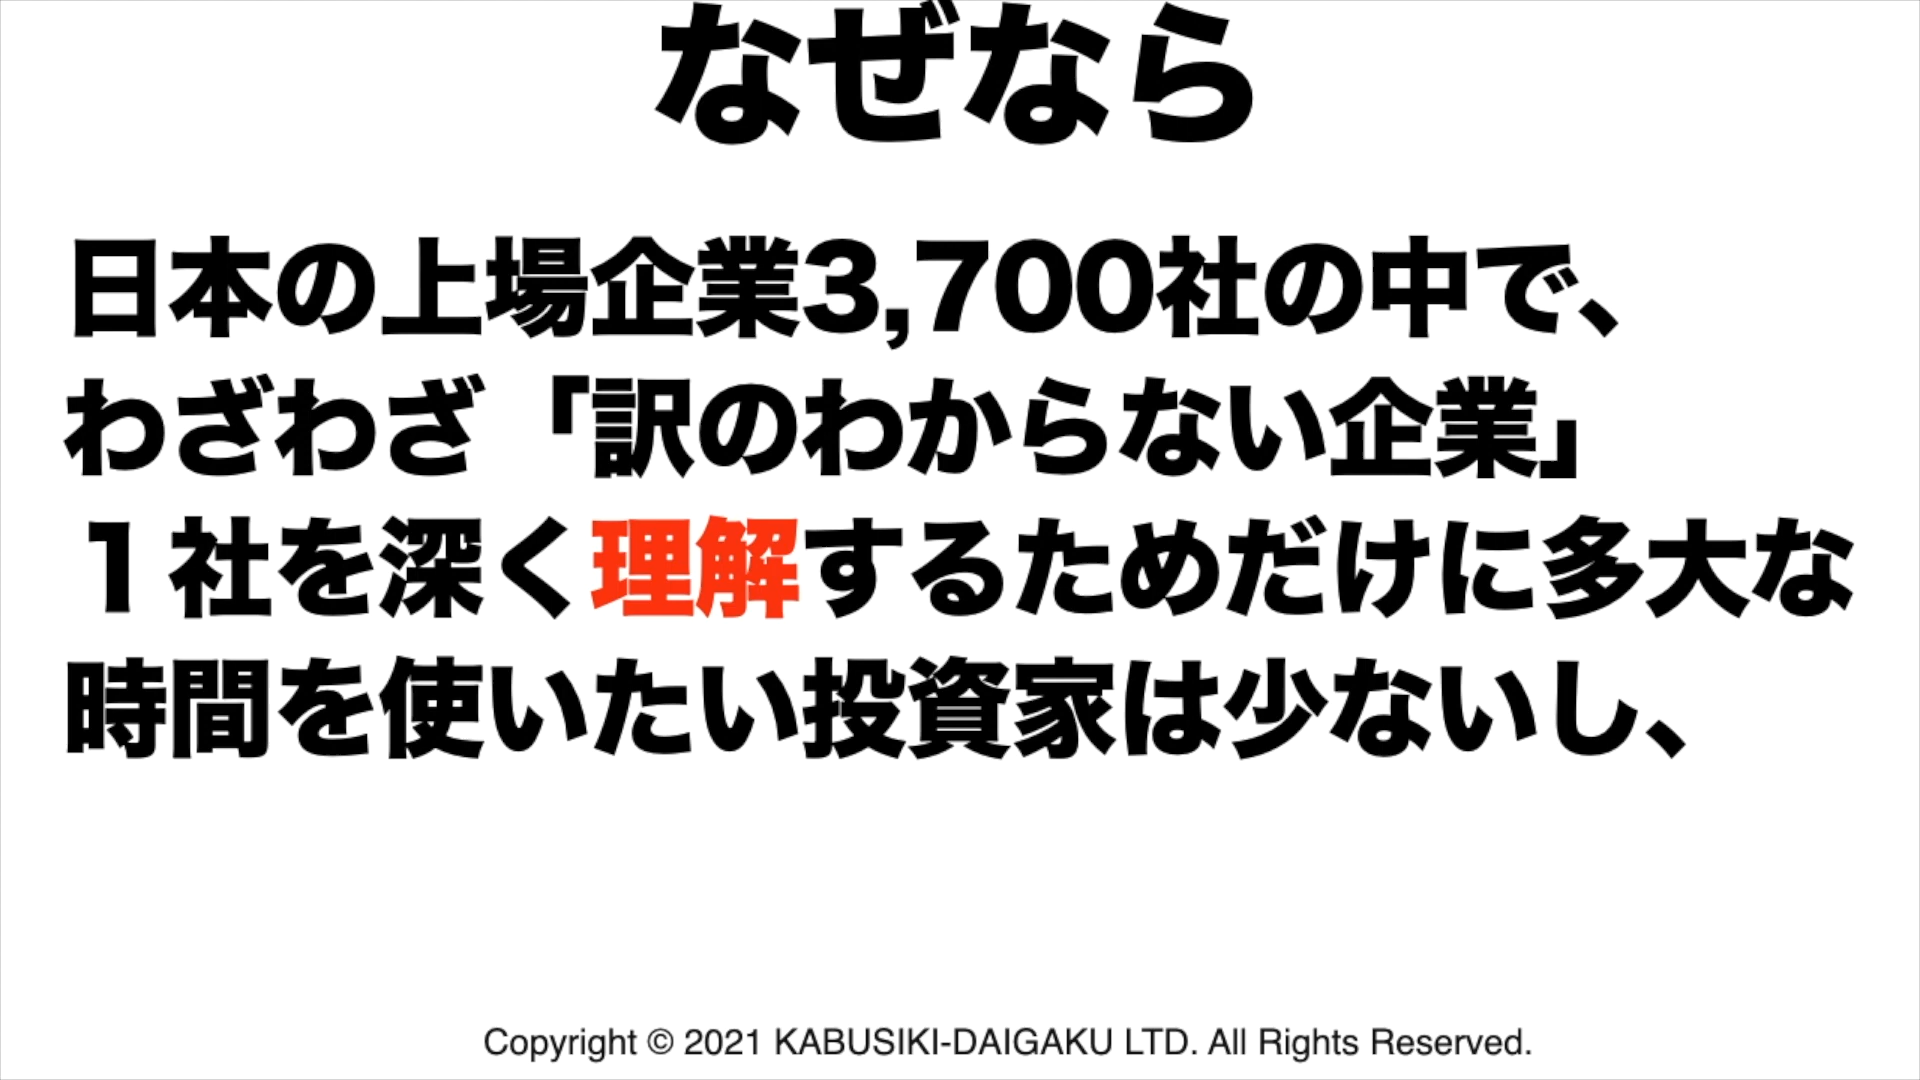 なぜなら
日本の上場企業3,700社の中で、
わざわざ「訳のわからない企業」
１社を深く理解するためだけに多大な
時間を使いたい投資家は少ないし、
Copyright © 2021 KABUSIKI-DAIGAKU LTD. All Rights Reserved.